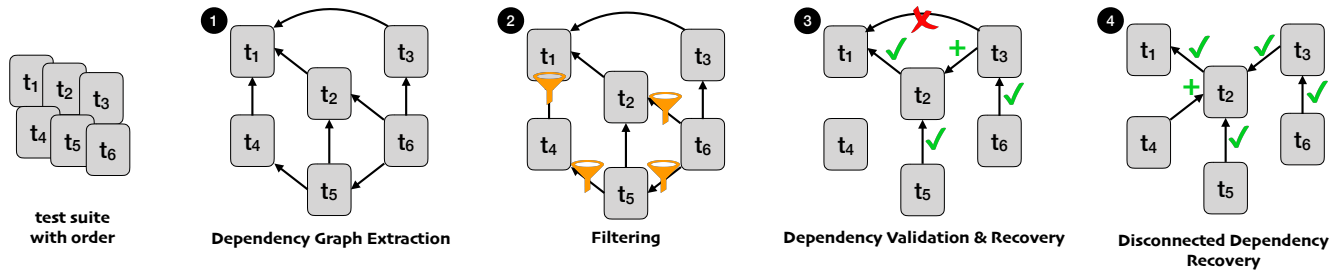 t1
t2
t3
t4
t5
t6
test suite
with order
1
t1
t3
t2
t4
t6
t5
Dependency Graph Extraction
2
t1
t3
t2
t4
t6
t5
Filtering
3
t1
t3
+
t2
t4
t6
t5
Dependency Validation & Recovery
4
t1
t3
+
t2
t4
t6
t5
Disconnected Dependency
Recovery